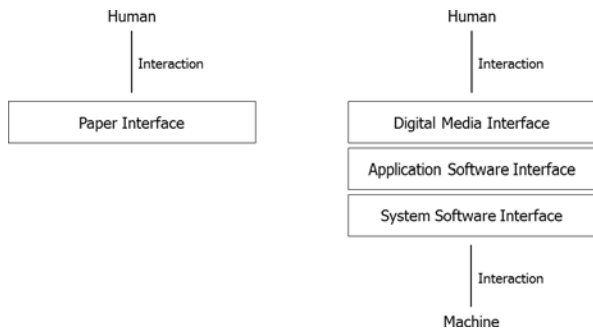 Human
Interaction
Paper Interface
Human
Interaction
Digital Media Interface
Application Software Interface
System Software Interface
Interaction
Machine